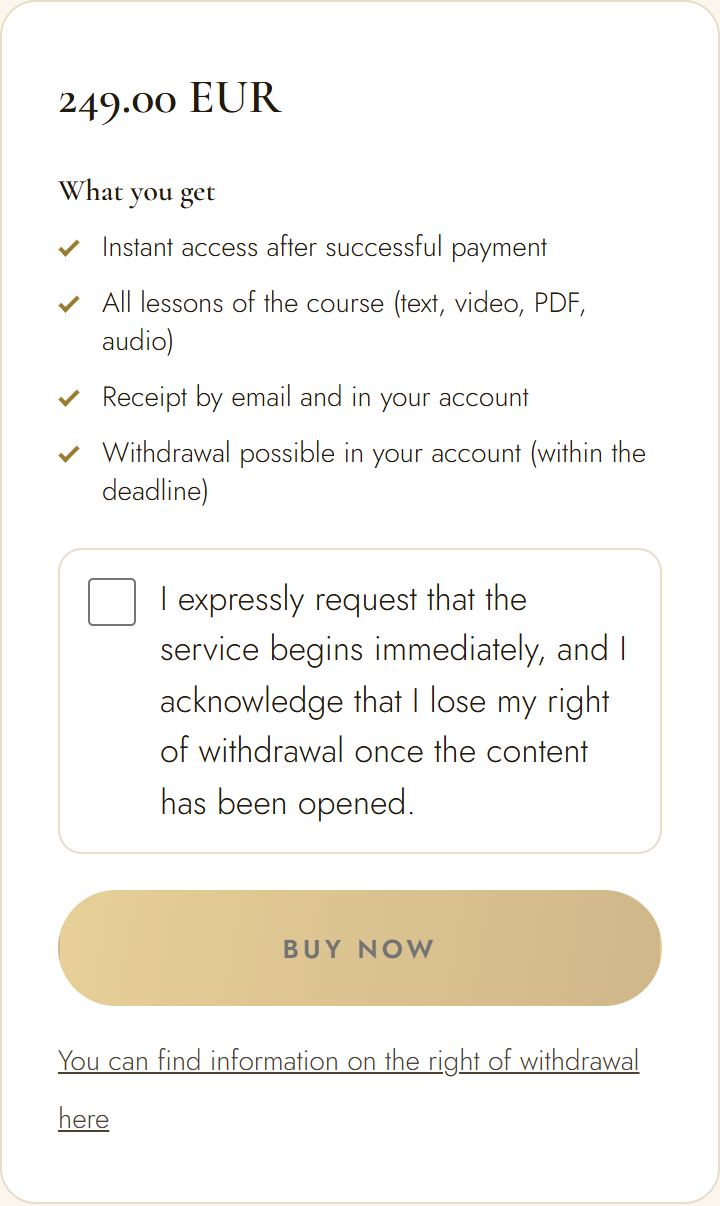 249.00 EUR
What you get
Instant access after successful payment
All lessons of the course (text, video, PDF,
audio)
Receipt by email and in your account
Withdrawal possible in your account (within the
deadline)
I expressly request that the
service begins immediately, and I
acknowledge that I lose my right
of withdrawal once the content
has been opened.
BUY NOW
You can find information on the right of withdrawal
here